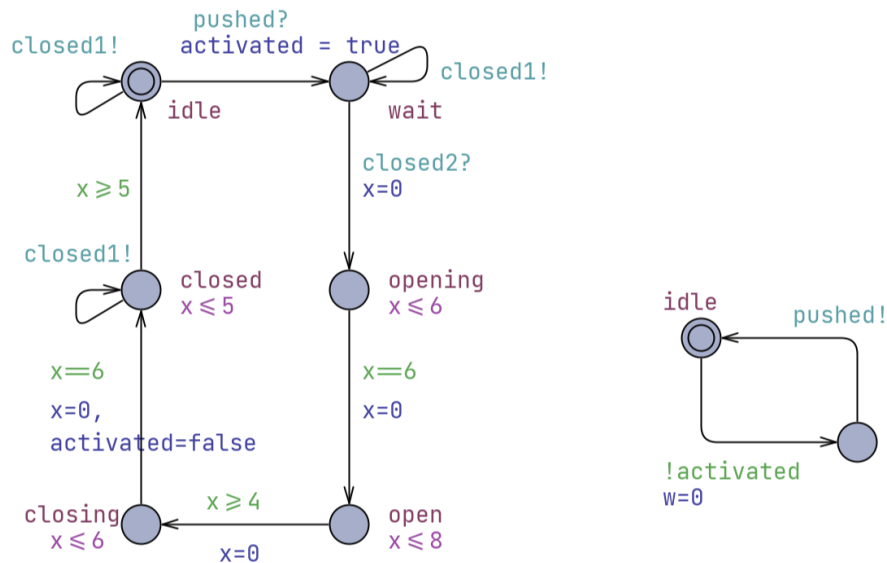 pushed?
closed1!
activated = true
closed1!
idle
wait
closed2?
x=0
x⩾5
closed1!
closed
x⩽5
opening
x⩽6
idle
pushed!
x==6
x=0,
activated=false
x==6
x=0
!activated
w=0
closing
x⩽6
x⩾4
x=0
open
x⩽8